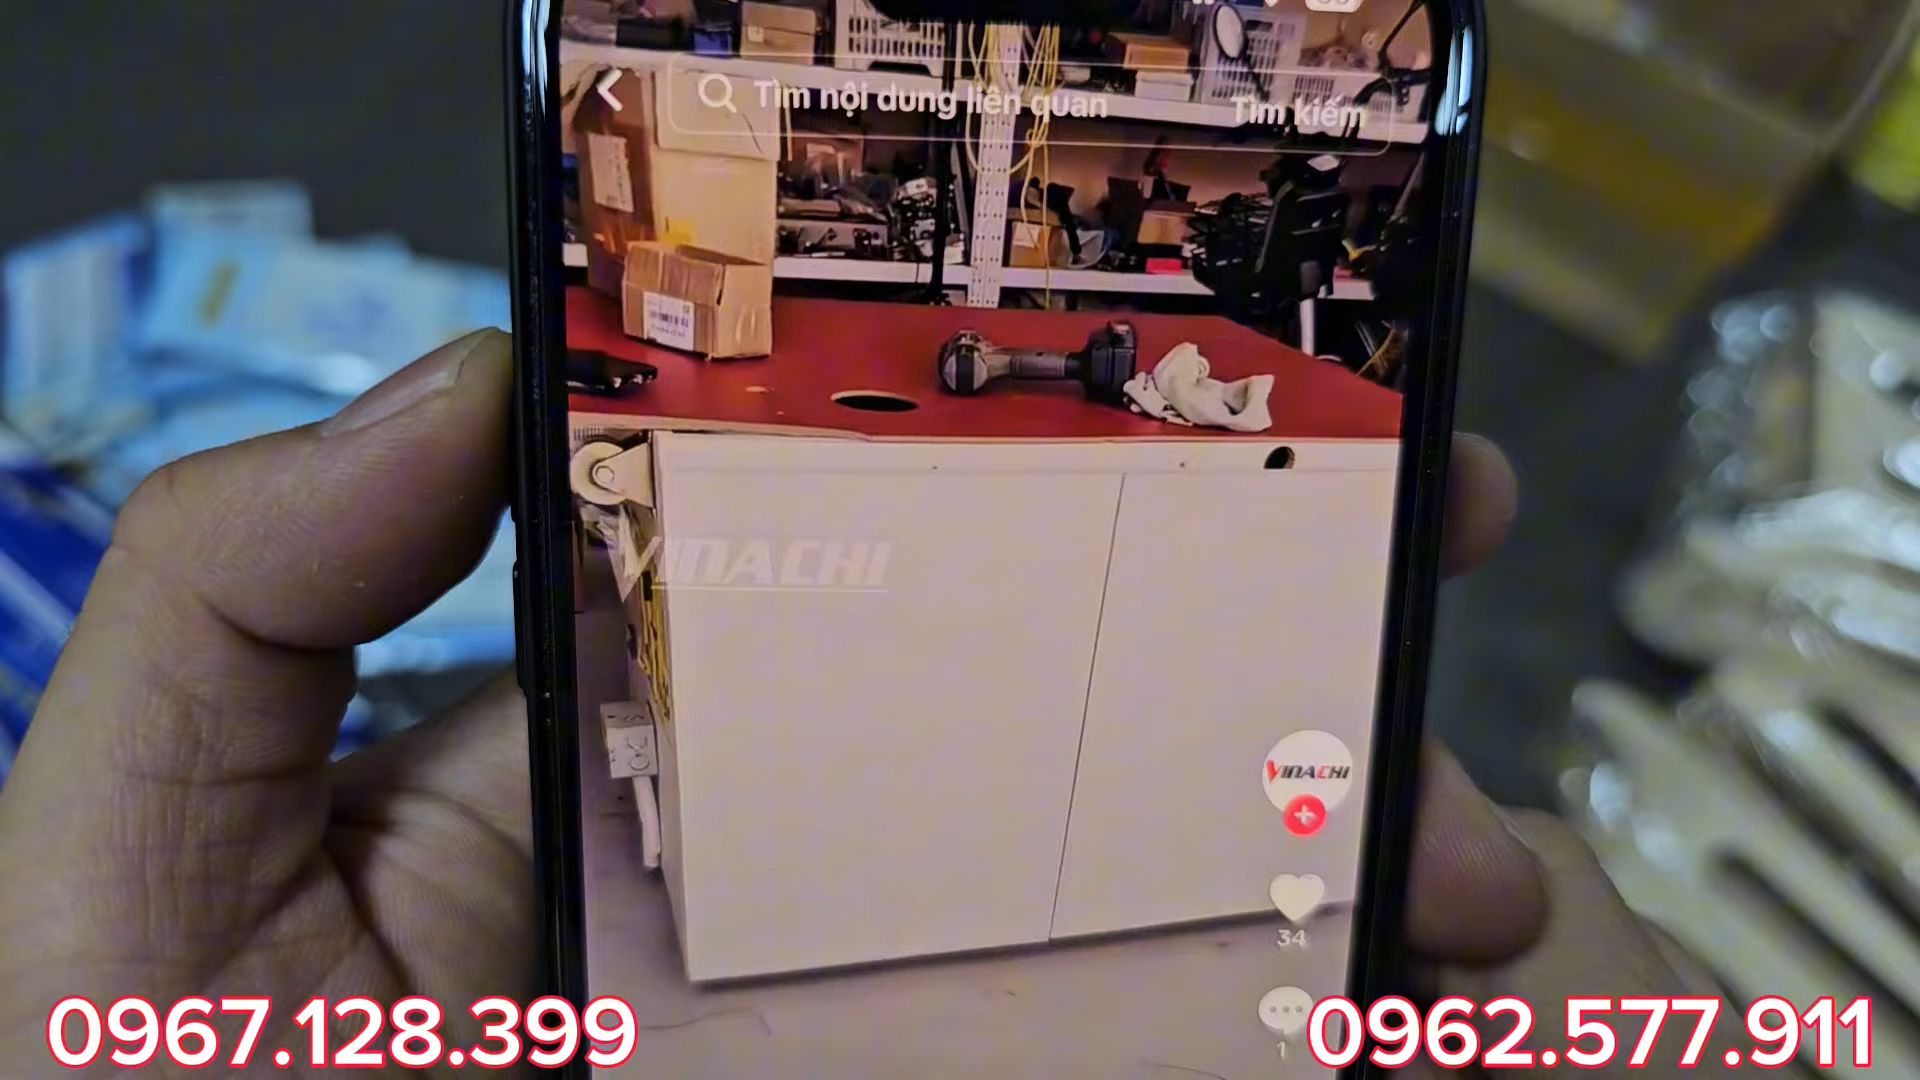 Tìm nội dung liên quan
Tìm kiếm
VINACHI
VINACHI
34
1
0967.128.399
0962.577.911